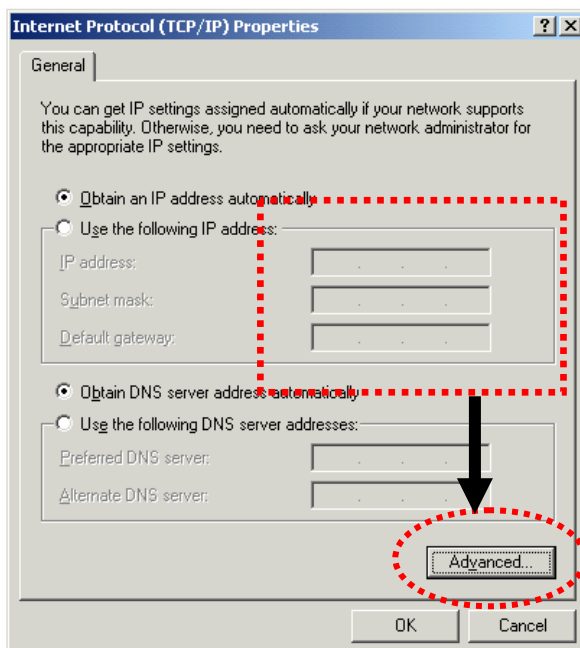 Internet Protocol (TCP/IP) Properties
General
You can get IP settings assigned automatically if your network supports
this capability. Otherwise, you need to ask your network administrator for
the appropriate IP settings.
Obtain an IP address automatically
Use the following IP address:
IP address:
Subnet mask:
Default gateway:
Obtain DNS server address automatically
Use the following DNS server addresses:
Preferred DNS server:
Alternate DNS server:
Advanced...
OK Cancel